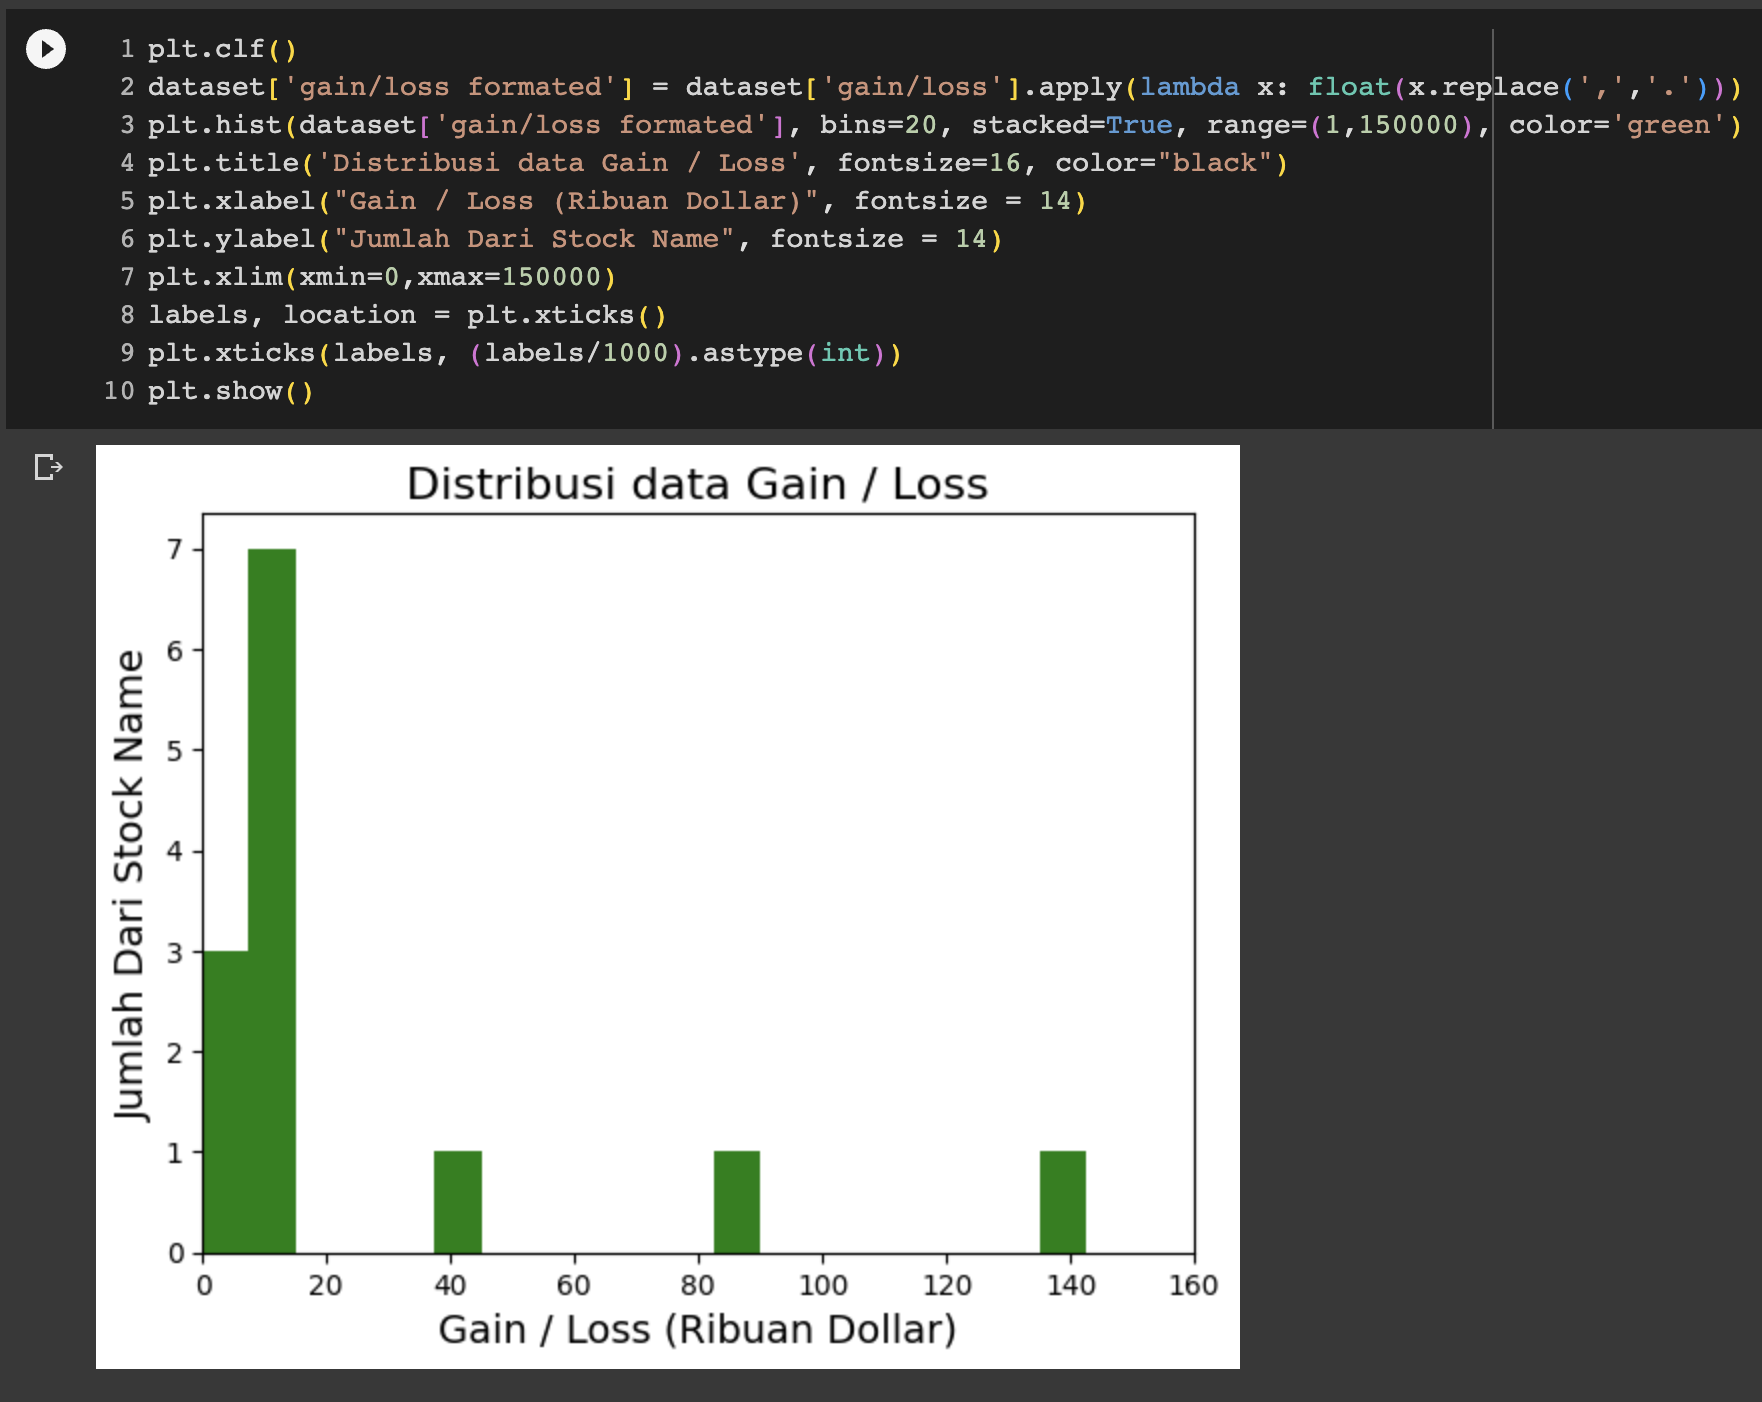 1 plt.clf()
2 dataset['gain/loss formated'] = dataset['gain/loss'].apply(lambda x: float(x.replace(',','.')))
3 plt.hist(dataset['gain/loss formated'], bins=20, stacked=True, range=(1,150000), color='green')
4 plt.title('Distribusi data Gain / Loss', fontsize=16, color="black")
5 plt.xlabel("Gain / Loss (Ribuan Dollar)", fontsize = 14)
6 plt.ylabel("Jumlah Dari Stock Name", fontsize = 14)
7 plt.xlim(xmin=0,xmax=150000)
8 labels, location = plt.xticks()
9 plt.xticks(labels, (labels/1000).astype(int))
10 plt.show()
Distribusi data Gain / Loss
Jumlah Dari Stock Name
7
6
5
4
3
2
1
0
0 20 40 60 80 100 120 140 160
Gain / Loss (Ribuan Dollar)